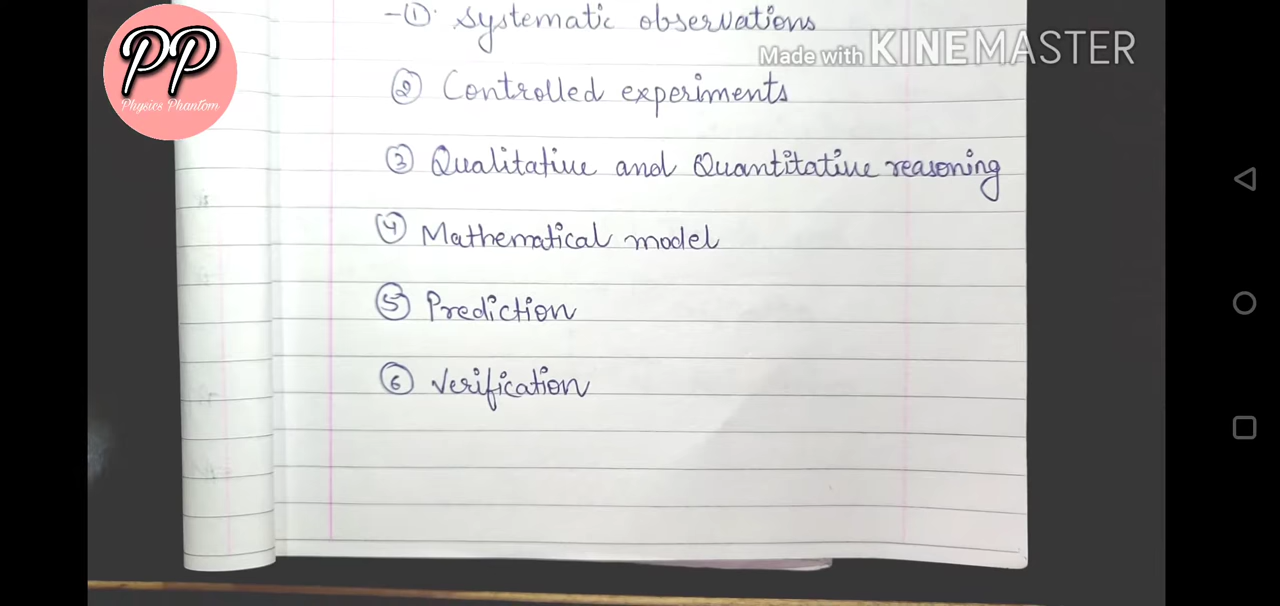 -① Systematic observations
Made with KINEMASTER
PP
Physics Phantom
② Controlled experiments
③ Qualitative and Quantitative reasoning
④ Mathematical model
⑤ Prediction
⑥ Verification